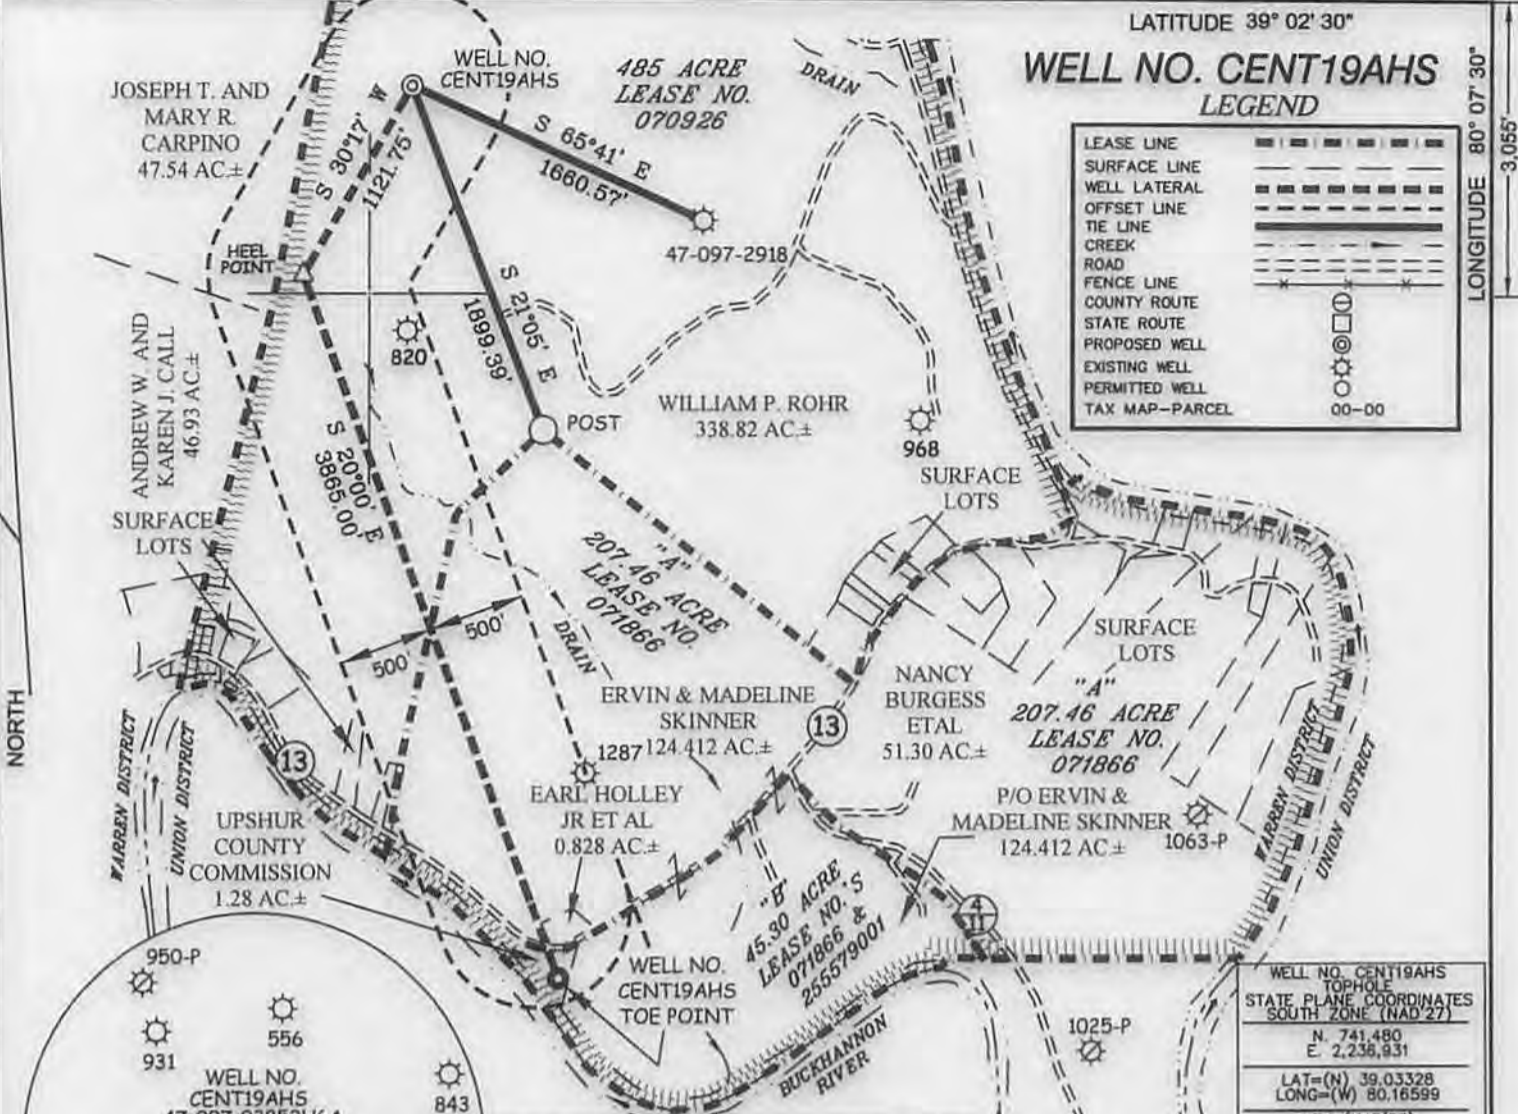 LATITUDE 39° 02' 30"
WELL NO. CENT19AHS
LEGEND
LEASE LINE
SURFACE LINE
WELL LATERAL
OFFSET LINE
TIE LINE
CREEK
ROAD
FENCE LINE
COUNTY ROUTE
STATE ROUTE
PROPOSED WELL
EXISTING WELL
PERMITTED WELL
TAX MAP-PARCEL 00-00
LONGITUDE 80° 07' 30"
3,055'
WELL NO.
CENT19AHS
485 ACRE
LEASE NO.
070926
DRAIN
JOSEPH T. AND
MARY R.
CARPINO
47.54 AC.±
S 30°17' W
1121.75'
S 65°41' E
1660.57'
47-097-2918
HEEL
POINT
S 21°05' E
1899.39'
820
ANDREW W. AND
KAREN J. CALL
46.93 AC.±
S 20°00' E
3865.00'
POST
WILLIAM P. ROHR
338.82 AC.±
968
SURFACE
LOTS
SURFACE
LOTS
"A"
207.46 ACRE
LEASE NO.
071866
DRAIN
500'
500'
SURFACE
LOTS
NANCY
BURGESS
ETAL
51.30 AC.±
"A"
207.46 ACRE
LEASE NO.
071866
ERVIN & MADELINE
SKINNER
124.412 AC.±
13
1287
NORTH
WARREN DISTRICT
UNION DISTRICT
13
EARL HOLLEY
JR ET AL
0.828 AC.±
P/O ERVIN &
MADELINE SKINNER
124.412 AC.±
1063-P
WARREN DISTRICT
UNION DISTRICT
UPSHUR
COUNTY
COMMISSION
1.28 AC.±
"B"
45.30 ACRE
LEASE NO.'S
071866 &
255579001
4
11
WELL NO.
CENT19AHS
TOE POINT
BUCKHANNON
RIVER
1025-P
950-P
931
556
843
WELL NO.
CENT19AHS
WELL NO. CENT19AHS
TOPHOLE
STATE PLANE COORDINATES
SOUTH ZONE (NAD'27)
N. 741,480
E. 2,236,931
LAT=(N) 39.03328
LONG=(W) 80.16599